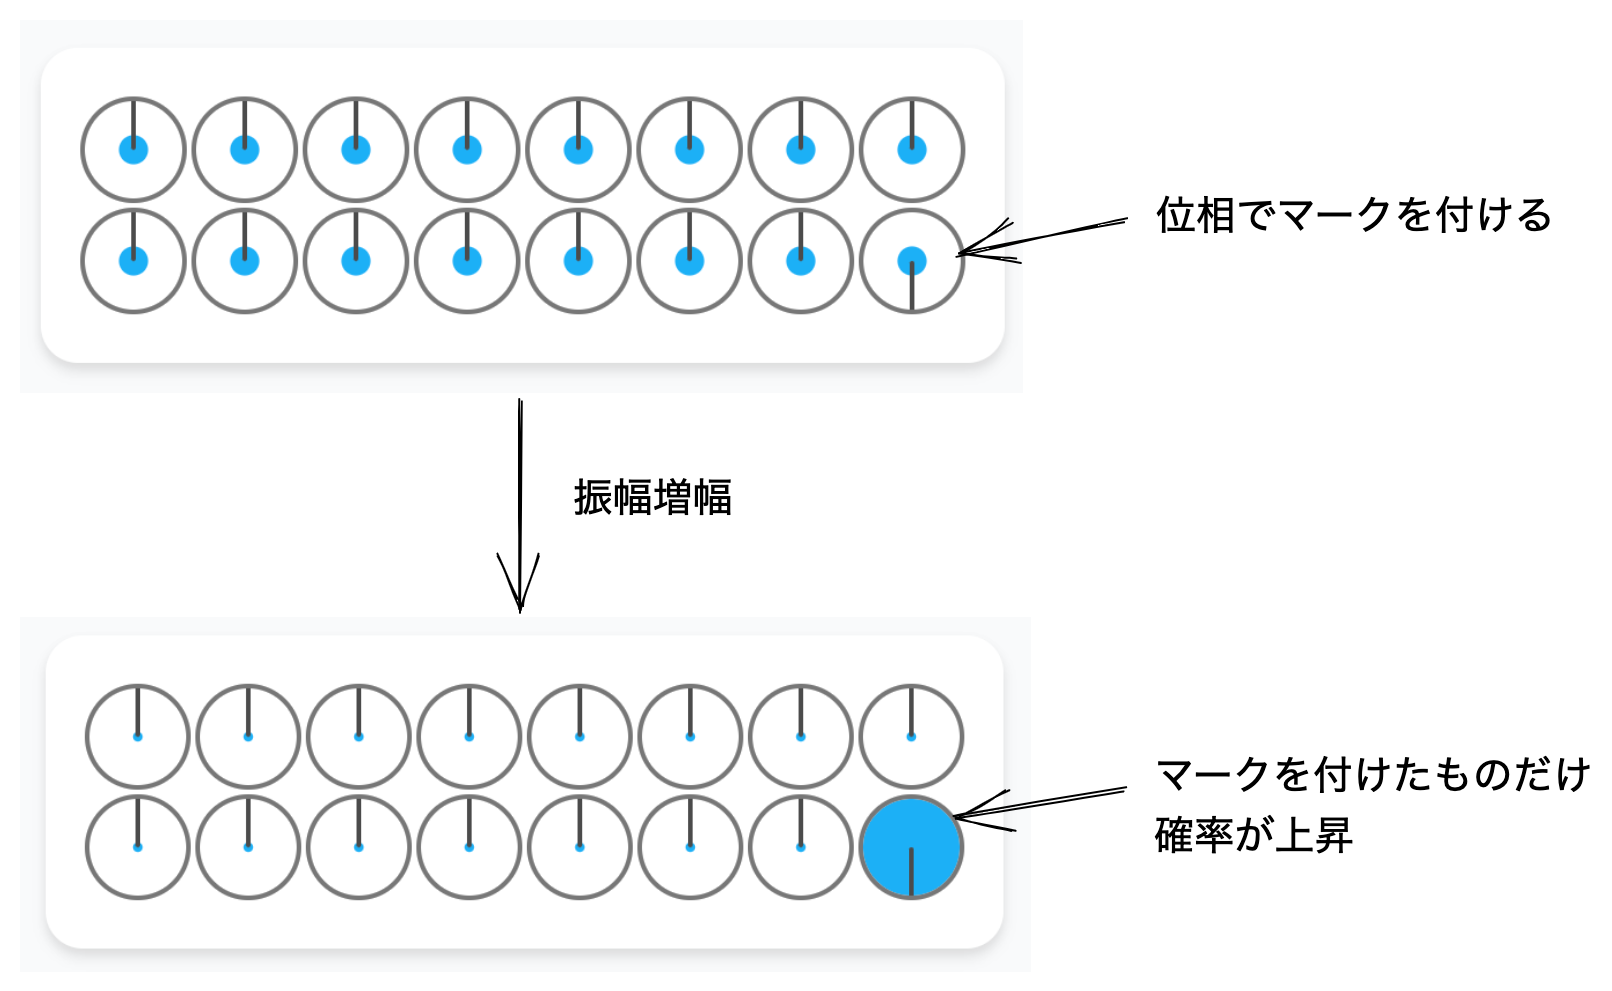 位相でマークを付ける
振幅増幅
マークを付けたものだけ
確率が上昇